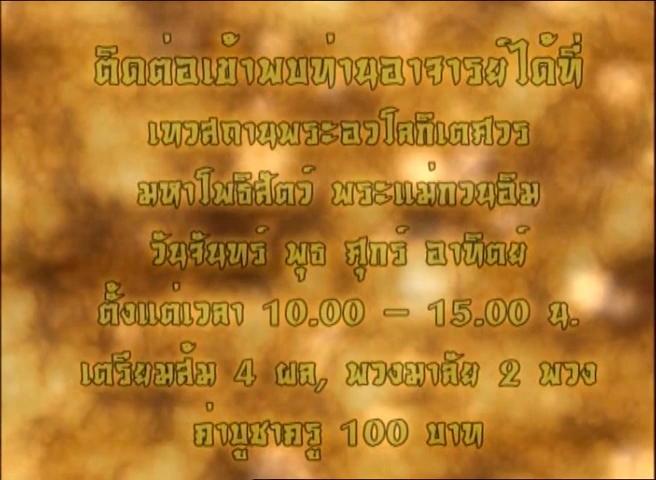 ติดต่อเข้าพบท่านอาจารย์ได้ที่
เทวสถานพระอวโลกิเตศวร
มหาโพธิสัตว์ พระแม่กวนอิม
วันจันทร์ พุธ ศุกร์ อาทิตย์
ตั้งแต่เวลา 10.00 – 15.00 น.
เตรียมส้ม 4 ผล, พวงมาลัย 2 พวง
ค่าบูชาครู 100 บาท